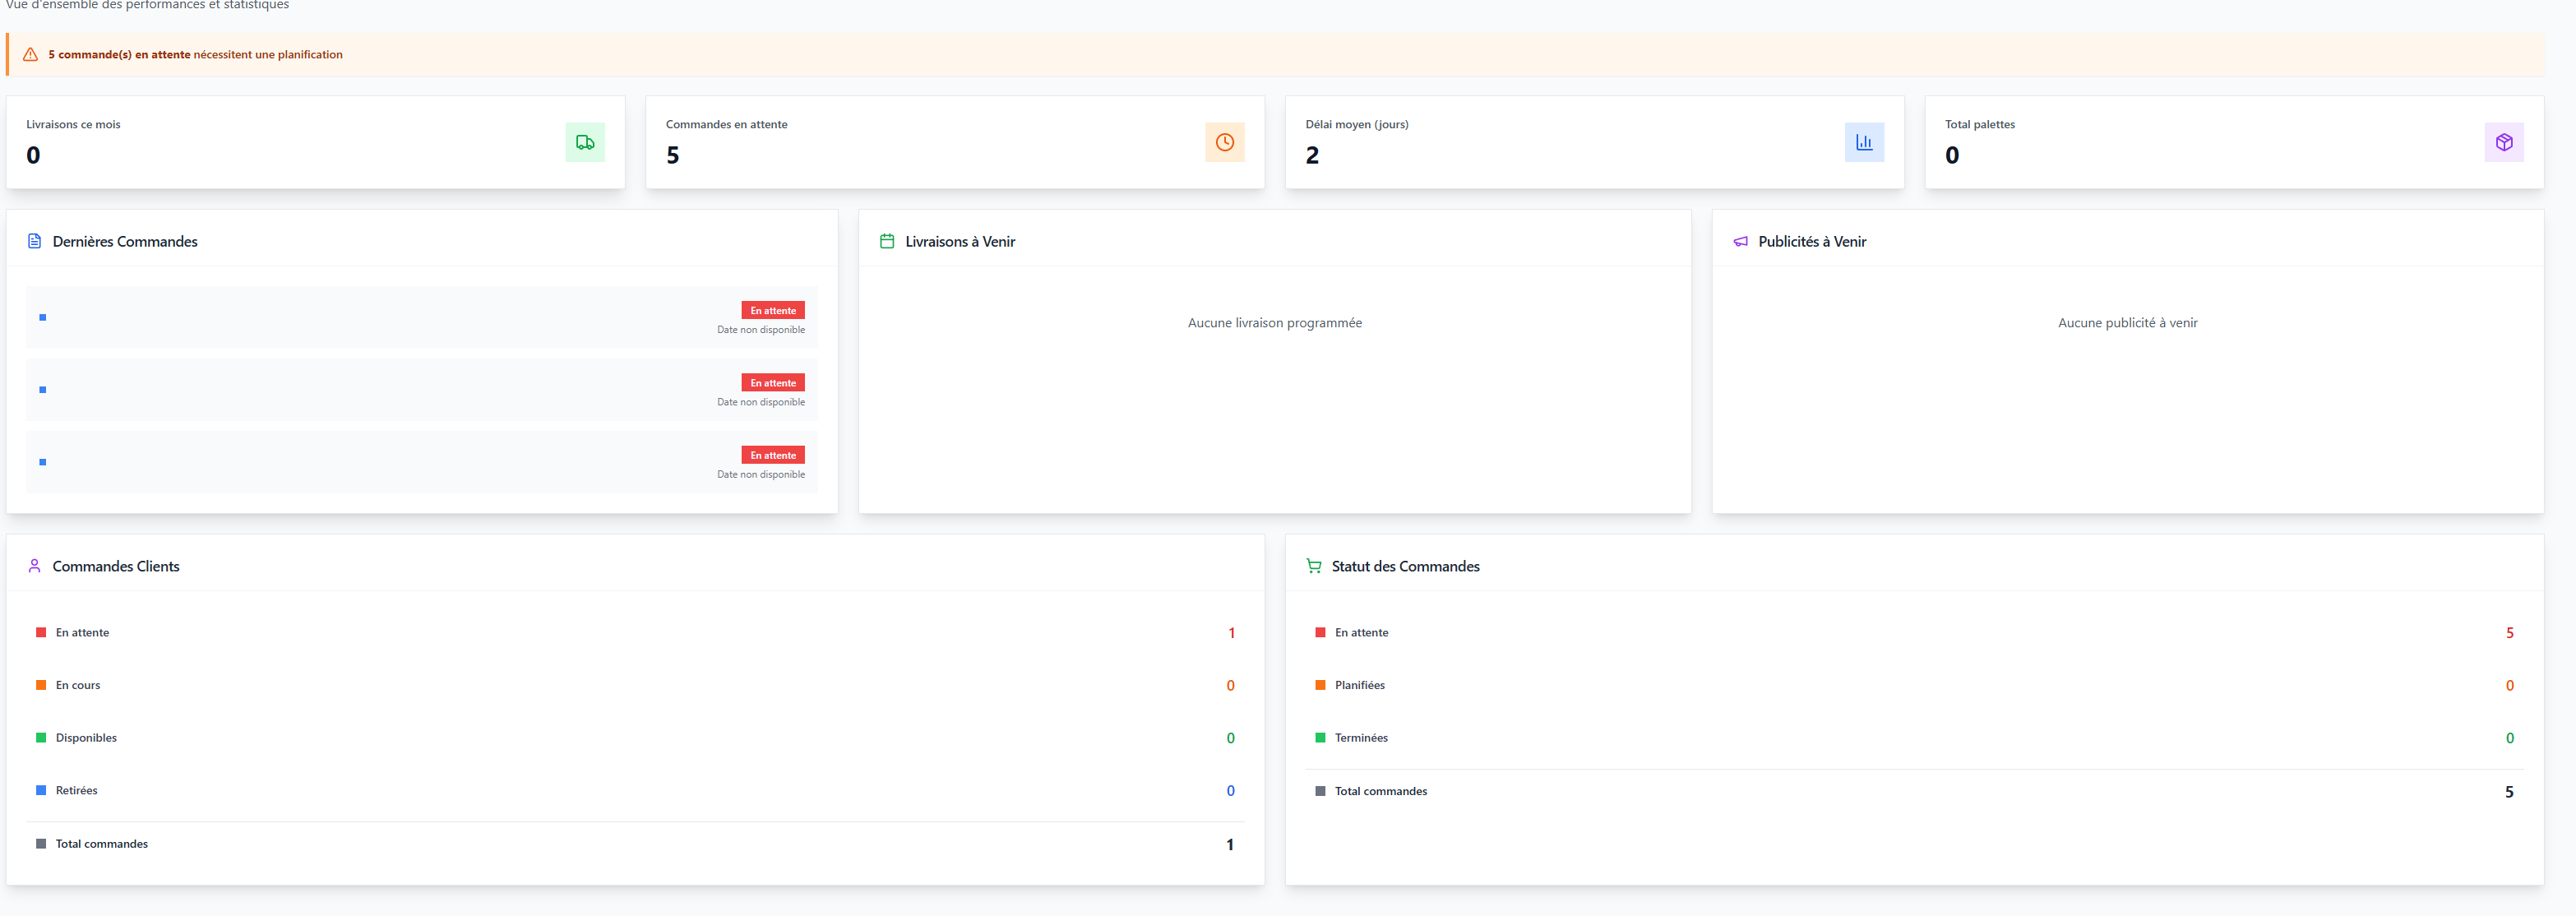 Vue d'ensemble des performances et statistiques
5 commande(s) en attente nécessitent une planification
Livraisons ce mois
0
Commandes en attente
5
Délai moyen (jours)
2
Total palettes
0
Dernières Commandes
En attente
Date non disponible
En attente
Date non disponible
En attente
Date non disponible
Livraisons à Venir
Aucune livraison programmée
Publicités à Venir
Aucune publicité à venir
Commandes Clients
En attente 1
En cours 0
Disponibles 0
Retirées 0
Total commandes 1
Statut des Commandes
En attente 5
Planifiées 0
Terminées 0
Total commandes 5